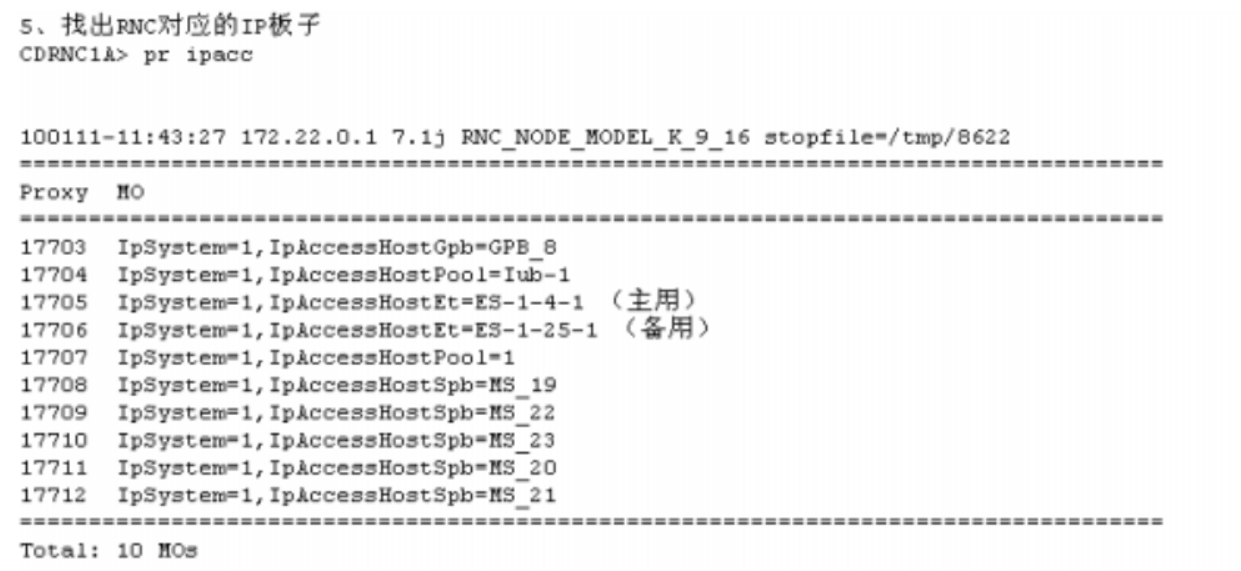 5、找出RNC对应的IP板子
CDRNC1A> pr ipacc
100111-11:43:27 172.22.0.1 7.1j RNC_NODE_MODEL_K_9_16 stopfile=/tmp/8622
===================================================================================
Proxy MO
===================================================================================
17703 IpSystem=1,IpAccessHostGpb=GPB_8
17704 IpSystem=1,IpAccessHostPool=Iub-1
17705 IpSystem=1,IpAccessHostEt=ES-1-4-1 （主用）
17706 IpSystem=1,IpAccessHostEt=ES-1-25-1 （备用）
17707 IpSystem=1,IpAccessHostPool=1
17708 IpSystem=1,IpAccessHostSpb=MS_19
17709 IpSystem=1,IpAccessHostSpb=MS_22
17710 IpSystem=1,IpAccessHostSpb=MS_23
17711 IpSystem=1,IpAccessHostSpb=MS_20
17712 IpSystem=1,IpAccessHostSpb=MS_21
===================================================================================
Total: 10 MOs